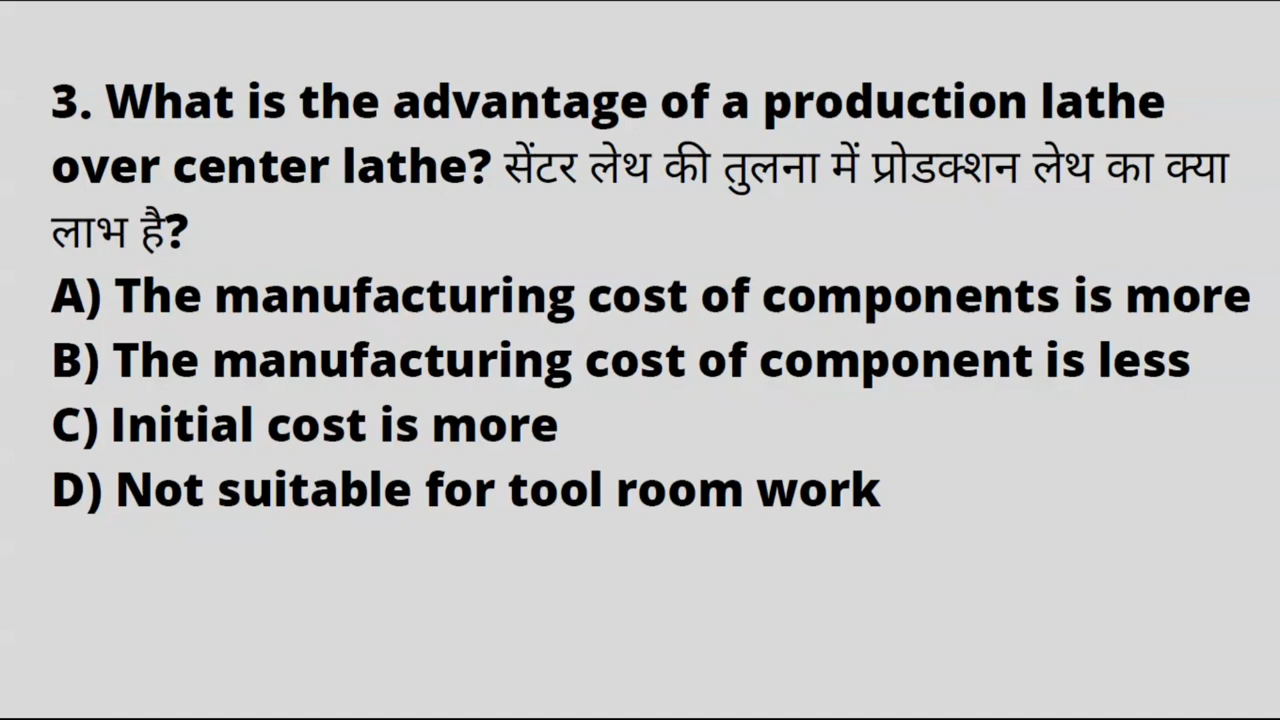 3. What is the advantage of a production lathe
over center lathe? सेंटर लेथ की तुलना में प्रोडक्शन लेथ का क्या
लाभ है?
A) The manufacturing cost of components is more
B) The manufacturing cost of component is less
C) Initial cost is more
D) Not suitable for tool room work